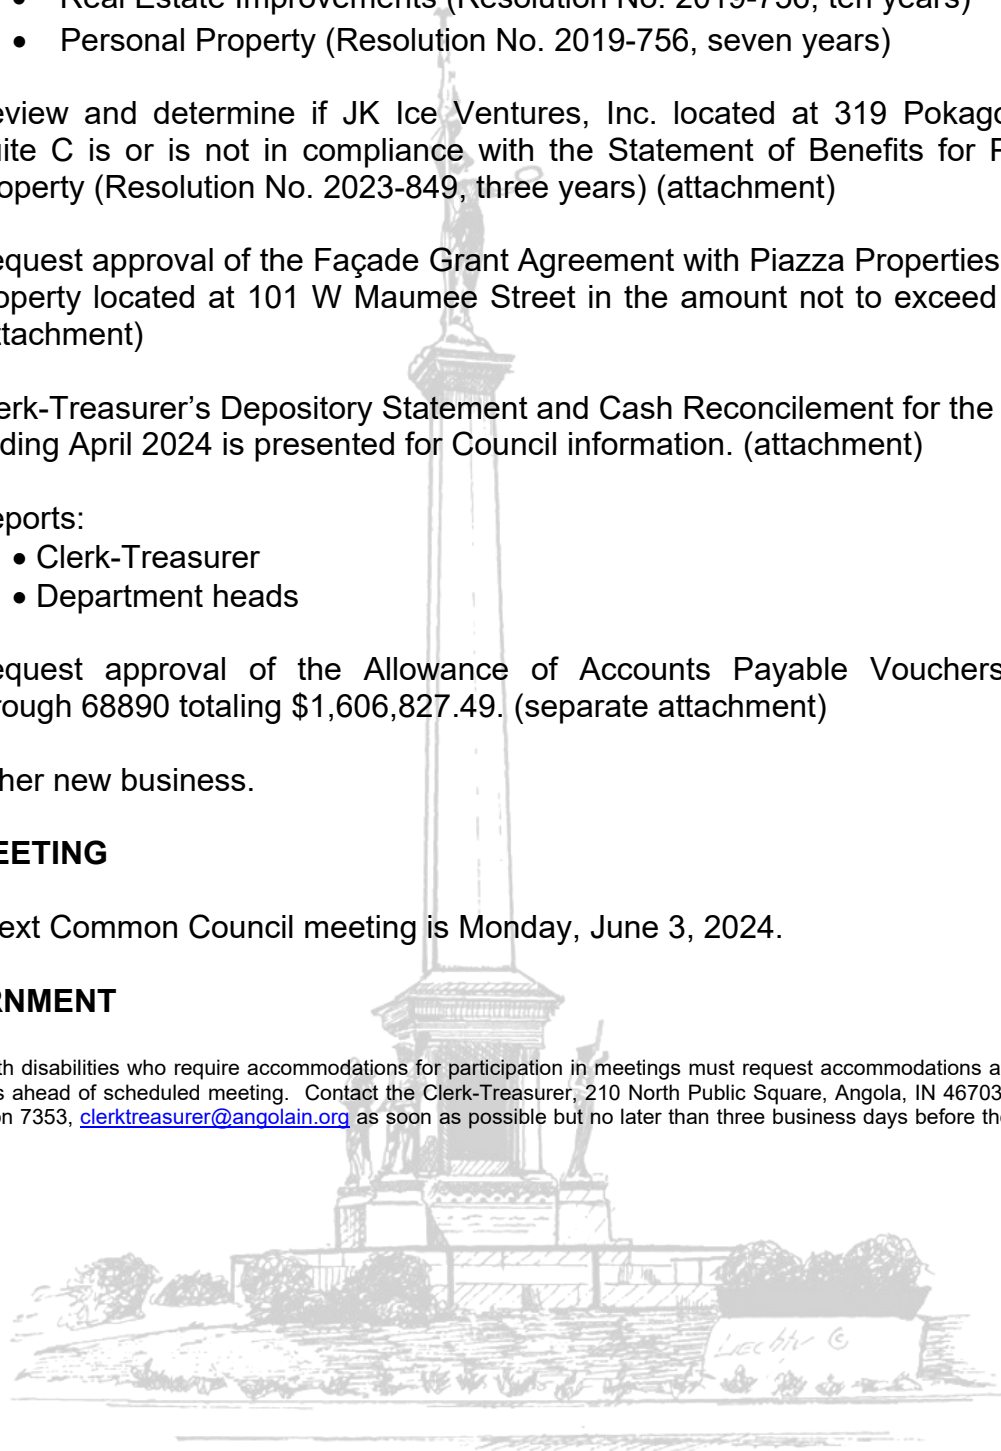 • Real Estate Improvements (Resolution No. 2019-756, ten years)
• Personal Property (Resolution No. 2019-756, seven years)
eview and determine if JK Ice Ventures, Inc. located at 319 Pokago
uite C is or is not in compliance with the Statement of Benefits for P
operty (Resolution No. 2023-849, three years) (attachment)
equest approval of the Façade Grant Agreement with Piazza Properties
operty located at 101 W Maumee Street in the amount not to exceed
ttachment)
erk-Treasurer’s Depository Statement and Cash Reconcilement for the
ding April 2024 is presented for Council information. (attachment)
eports:
• Clerk-Treasurer
• Department heads
equest approval of the Allowance of Accounts Payable Vouchers
rough 68890 totaling $1,606,827.49. (separate attachment)
her new business.
EETING
ext Common Council meeting is Monday, June 3, 2024.
RNMENT
th disabilities who require accommodations for participation in meetings must request accommodations a
s ahead of scheduled meeting. Contact the Clerk-Treasurer, 210 North Public Square, Angola, IN 46703
on 7353, clerktreasurer@angolain.org as soon as possible but no later than three business days before the